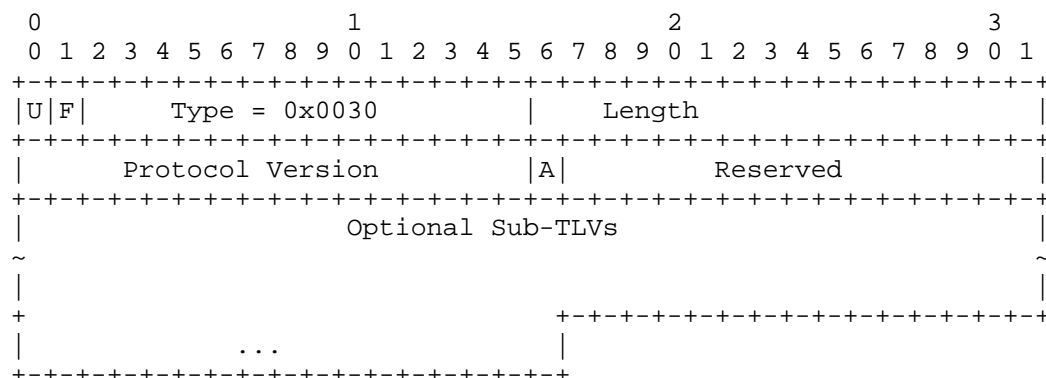 0                   1                   2                   3
 0 1 2 3 4 5 6 7 8 9 0 1 2 3 4 5 6 7 8 9 0 1 2 3 4 5 6 7 8 9 0 1
+-+-+-+-+-+-+-+-+-+-+-+-+-+-+-+-+-+-+-+-+-+-+-+-+-+-+-+-+-+-+-+-+
|U|F|     Type = 0x0030         |    Length                     |
+-+-+-+-+-+-+-+-+-+-+-+-+-+-+-+-+-+-+-+-+-+-+-+-+-+-+-+-+-+-+-+-+
|      Protocol Version         |A|         Reserved            |
+-+-+-+-+-+-+-+-+-+-+-+-+-+-+-+-+-+-+-+-+-+-+-+-+-+-+-+-+-+-+-+-+
|                    Optional Sub-TLVs                          |
~                                                               ~
|                                                               |
+                                 +-+-+-+-+-+-+-+-+-+-+-+-+-+-+-+
|             ...                 |
+-+-+-+-+-+-+-+-+-+-+-+-+-+-+-+-+-+